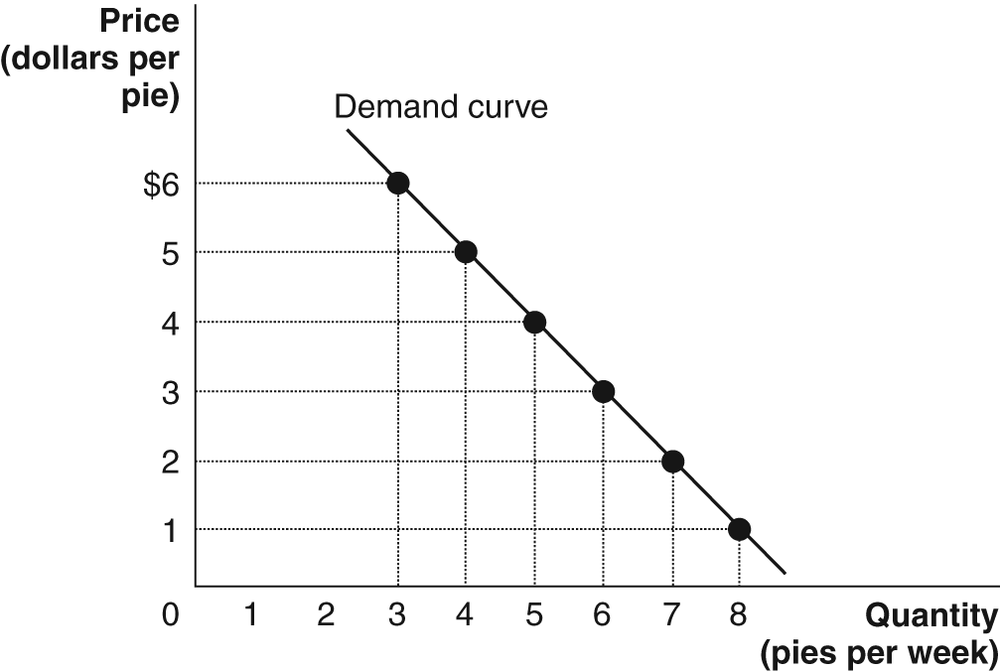 Price
(dollars per
pie)
Demand curve
$6
5
4
3
2
1
0 1 2 3 4 5 6 7 8
Quantity
(pies per week)